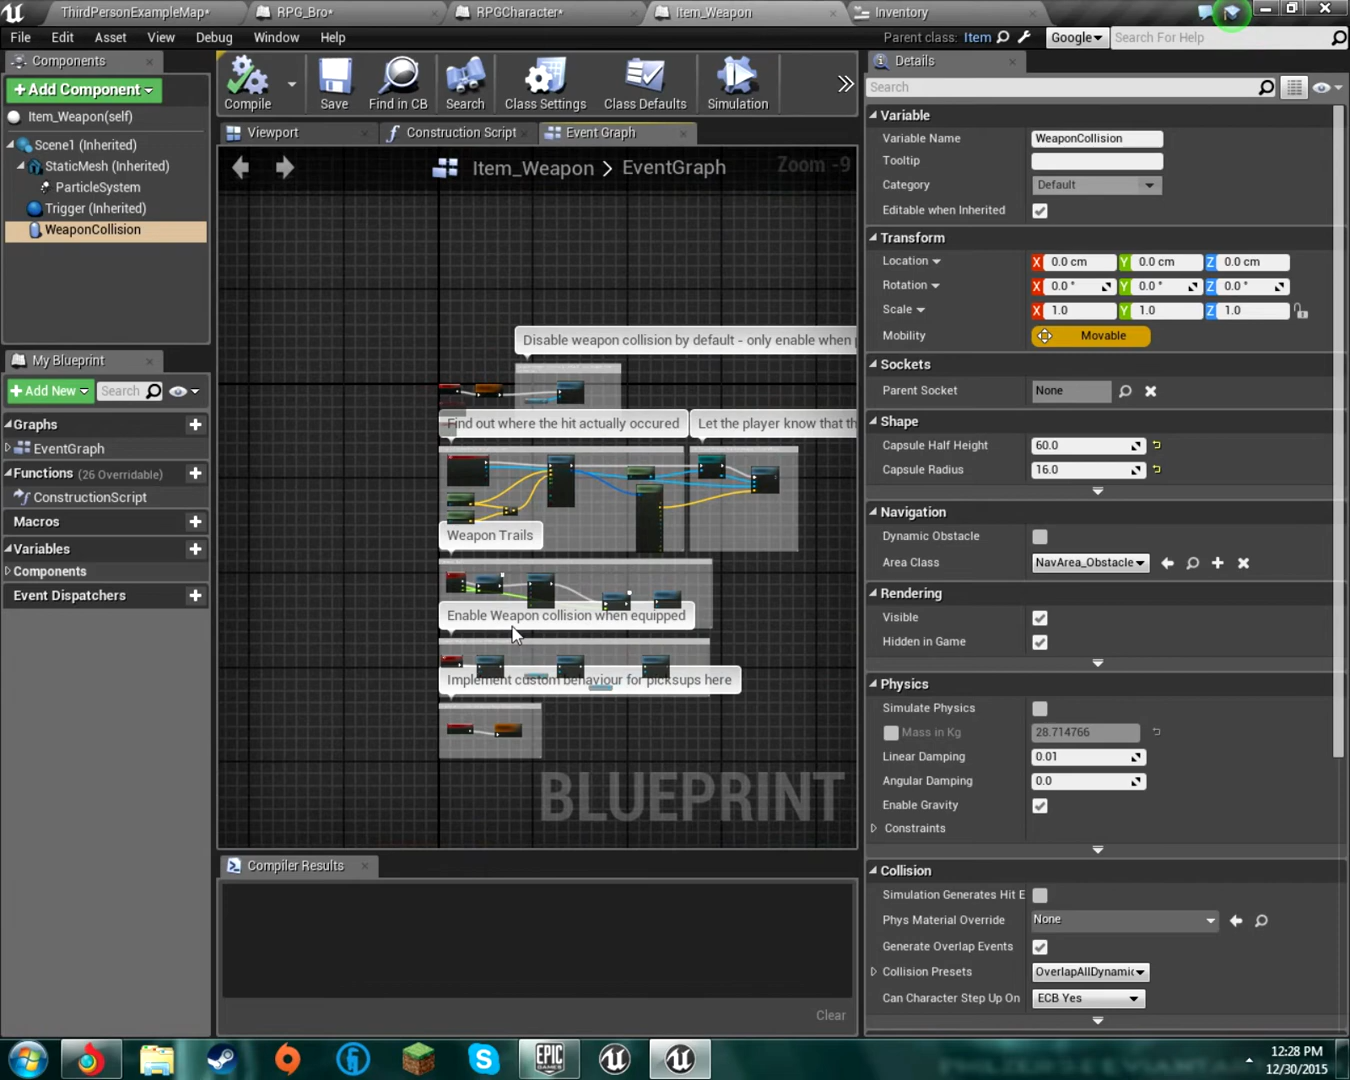 ThirdPersonExampleMap*
RPG_Bro*
RPGCharacter*
Item_Weapon
Inventory
File
Edit
Asset
View
Debug
Window
Help
Parent class: Item
Google
Search For Help
Components
+Add Component
Item_Weapon(self)
Scene1 (Inherited)
StaticMesh (Inherited)
ParticleSystem
Trigger (Inherited)
WeaponCollision
My Blueprint
+Add New
Search
Graphs
EventGraph
Functions (26 Overridable)
ConstructionScript
Macros
Variables
Components
Event Dispatchers
Compile
Save
Find in CB
Search
Class Settings
Class Defaults
Simulation
Viewport
Construction Script
Event Graph
Item_Weapon > EventGraph
Zoom -9
Disable weapon collision by default - only enable when
Find out where the hit actually occured
Let the player know that th
Weapon Trails
Enable Weapon collision when equipped
Implement custom behaviour for picksups here
BLUEPRINT
Compiler Results
Clear
Details
Search
Variable
Variable Name
WeaponCollision
Tooltip
Category
Default
Editable when Inherited
Transform
Location
X 0.0 cm Y 0.0 cm Z 0.0 cm
Rotation
X 0.0 ° Y 0.0 ° Z 0.0 °
Scale
X 1.0 Y 1.0 Z 1.0
Mobility
Movable
Sockets
Parent Socket
None
Shape
Capsule Half Height
60.0
Capsule Radius
16.0
Navigation
Dynamic Obstacle
Area Class
NavArea_Obstacle
Rendering
Visible
Hidden in Game
Physics
Simulate Physics
Mass in Kg
28.714766
Linear Damping
0.01
Angular Damping
0.0
Enable Gravity
Constraints
Collision
Simulation Generates Hit E
Phys Material Override
None
Generate Overlap Events
Collision Presets
OverlapAllDynamic
Can Character Step Up On
ECB Yes
EPIC
GAMES
12:28 PM
12/30/2015